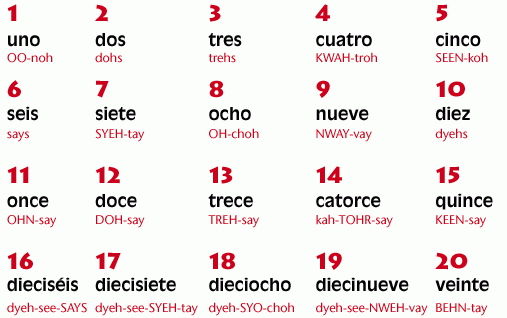 1 2 3 4 5
uno dos tres cuatro cinco
OO-noh dohs trehs KWAH-troh SEEN-koh
6 7 8 9 10
seis siete ocho nueve diez
says SYEH-tay OH-choh NWAY-vay dyehs
11 12 13 14 15
once doce trece catorce quince
OHN-say DOH-say TREH-say kah-TOHR-say KEEN-say
16 17 18 19 20
dieciséis diecisiete dieciocho diecinueve veinte
dyeh-see-SAYS dyeh-see-SYEH-tay dyeh-SYO-choh dyeh-see-NWEH-vay BEHN-tay